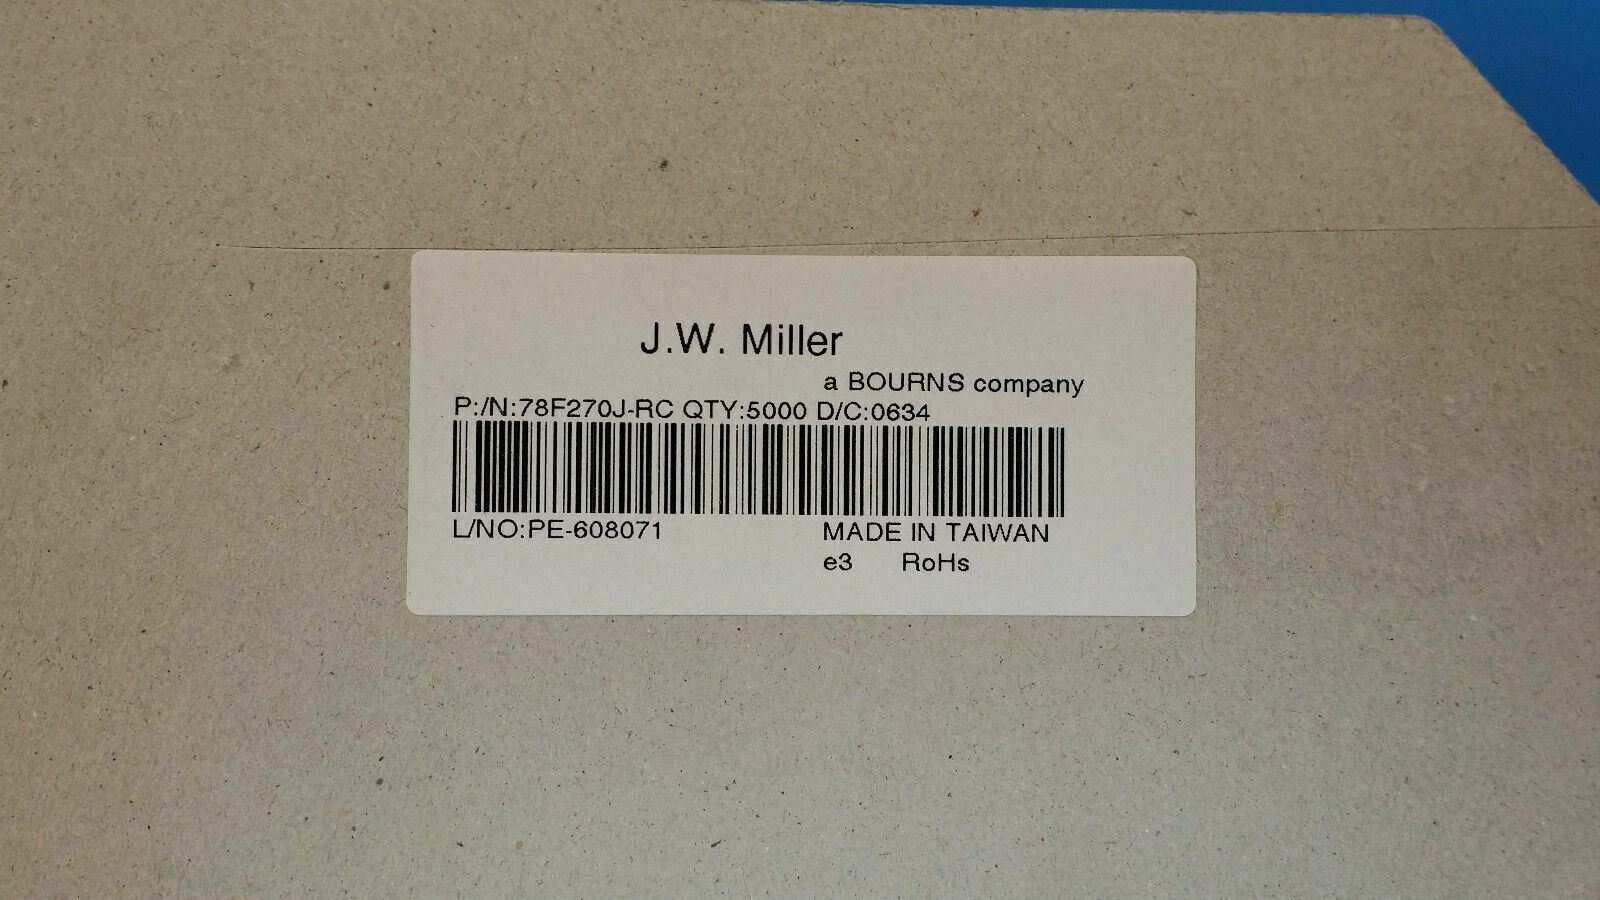 J.W. Miller
a BOURNS company
P:/N:78F270J-RC QTY:5000 D/C:0634
L/NO:PE-608071 MADE IN TAIWAN
e3 RoHs